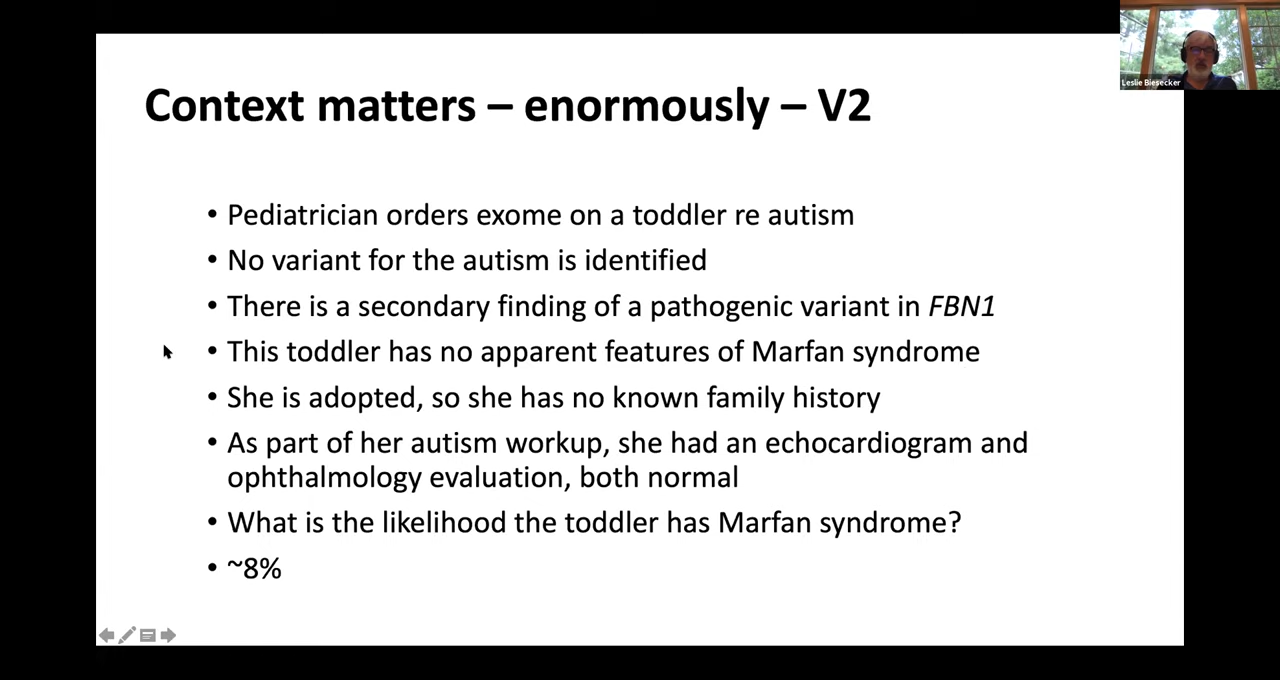 Leslie Biesecker
Context matters – enormously – V2
• Pediatrician orders exome on a toddler re autism
• No variant for the autism is identified
• There is a secondary finding of a pathogenic variant in FBN1
• This toddler has no apparent features of Marfan syndrome
• She is adopted, so she has no known family history
• As part of her autism workup, she had an echocardiogram and
ophthalmology evaluation, both normal
• What is the likelihood the toddler has Marfan syndrome?
• ~8%